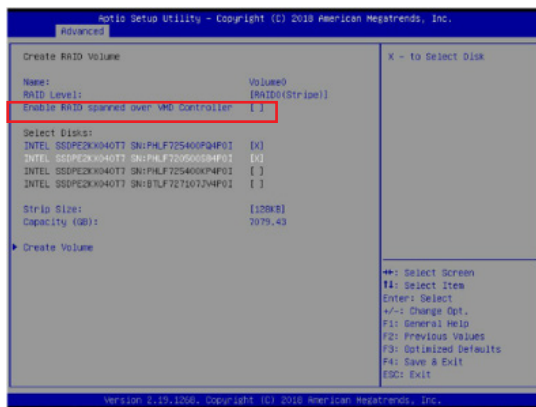 Aptio Setup Utility - Copyright (C) 2018 American Megatrends, Inc.
Advanced
Create RAID Volume
X - to Select Disk
Name: Volume0
RAID Level: [RAID0(Stripe)]
Enable RAID spanned over VMD Controller [ ]
Select Disks:
INTEL SSDPE2KX040T7 SN:PHLF725400PQ4P0I [X]
INTEL SSDPE2KX040T7 SN:PHLF720500S84P0I [X]
INTEL SSDPE2KX040T7 SN:PHLF725400KP4P0I [ ]
INTEL SSDPE2KX040T7 SN:BTLF727107JV4P0I [ ]
Strip Size: [128KB]
Capacity (GB): 7079.43
Create Volume
: Select Screen
: Select Item
Enter: Select
+/-: Change Opt.
F1: General Help
F2: Previous Values
F3: Optimized Defaults
F4: Save & Exit
ESC: Exit
Version 2.19.1268. Copyright (C) 2018 American Megatrends, Inc.